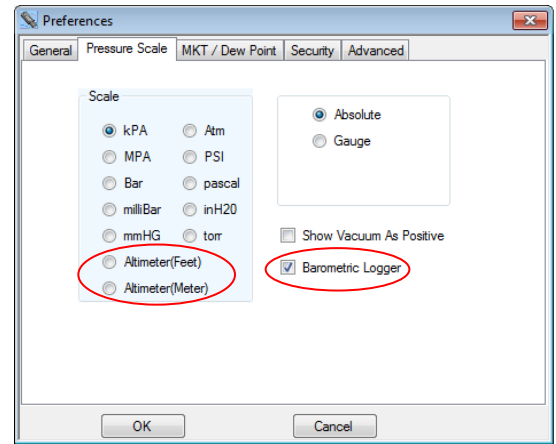 Preferences
General Pressure Scale MKT / Dew Point Security Advanced
Scale
kPA Atm
MPA PSI
Bar pascal
milliBar inH20
mmHG torr
Altimeter(Feet)
Altimeter(Meter)
Absolute
Gauge
Show Vacuum As Positive
Barometric Logger
OK Cancel